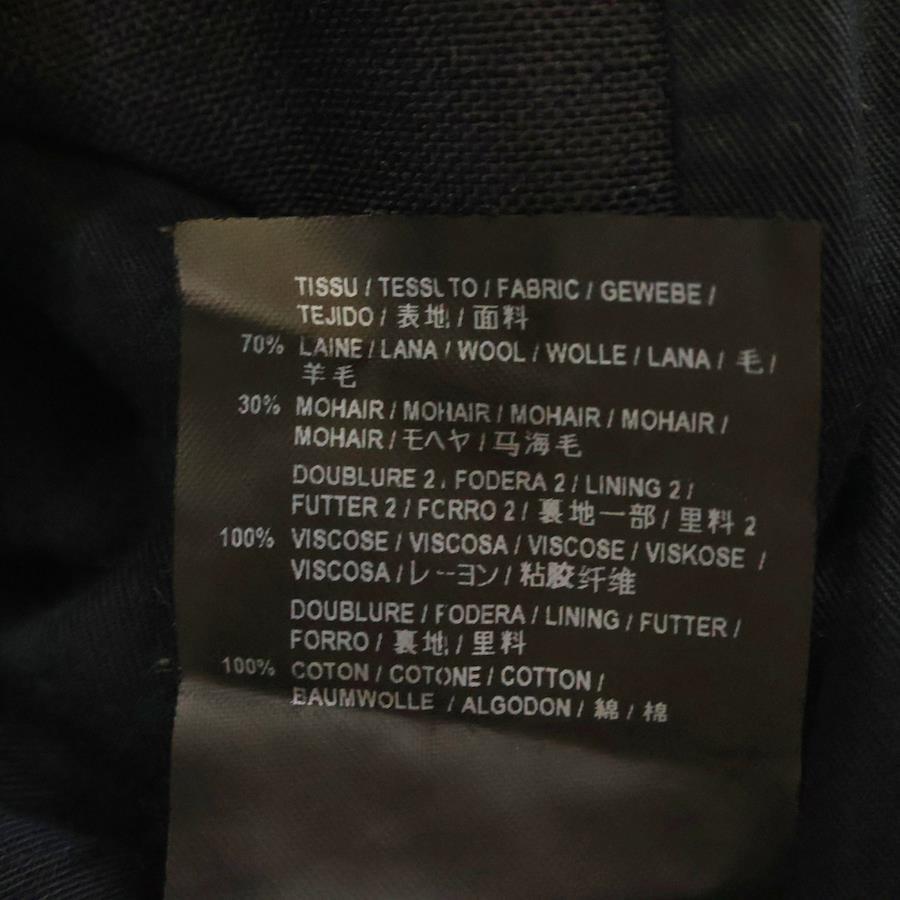 TISSU / TESSUTO / FABRIC / GEWEBE /
TEJIDO / 表地 / 面料
70% LAINE / LANA / WOOL / WOLLE / LANA / 毛 /
羊毛
30% MOHAIR / MOHAIR / MOHAIR / MOHAIR /
MOHAIR / モヘヤ / 马海毛
DOUBLURE 2 / FODERA 2 / LINING 2 /
FUTTER 2 / FORRO 2 / 裏地一部 / 里料 2
100% VISCOSE / VISCOSA / VISCOSE / VISKOSE /
VISCOSA / レーヨン / 粘胶纤维
DOUBLURE / FODERA / LINING / FUTTER /
FORRO / 裏地 / 里料
100% COTON / COTONE / COTTON /
BAUMWOLLE / ALGODON / 綿 / 棉